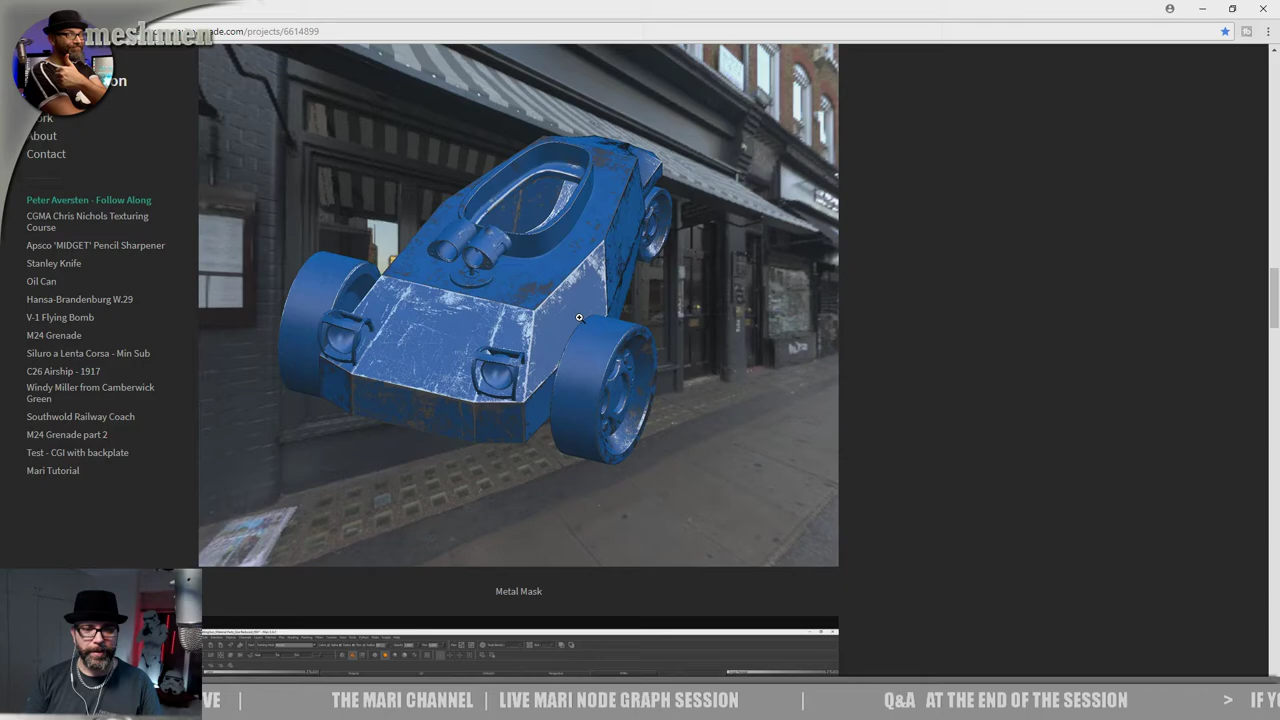 meshmen
ade.com/projects/6614899
on
ork
About
Contact
Peter Aversten - Follow Along
CGMA Chris Nichols Texturing
Course
Apsco 'MIDGET' Pencil Sharpener
Stanley Knife
Oil Can
Hansa-Brandenburg W.29
V-1 Flying Bomb
M24 Grenade
Siluro a Lenta Corsa - Min Sub
C26 Airship - 1917
Windy Miller from Camberwick
Green
Southwold Railway Coach
M24 Grenade part 2
Test - CGI with backplate
Mari Tutorial
Metal Mask
VE | THE MARI CHANNEL | LIVE MARI NODE GRAPH SESSION | Q&A AT THE END OF THE SESSION > IF Y